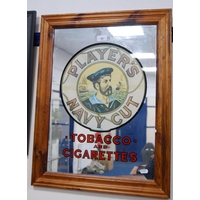 PLAYER'S
NAVY CUT
TOBACCO
AND
CIGARETTES